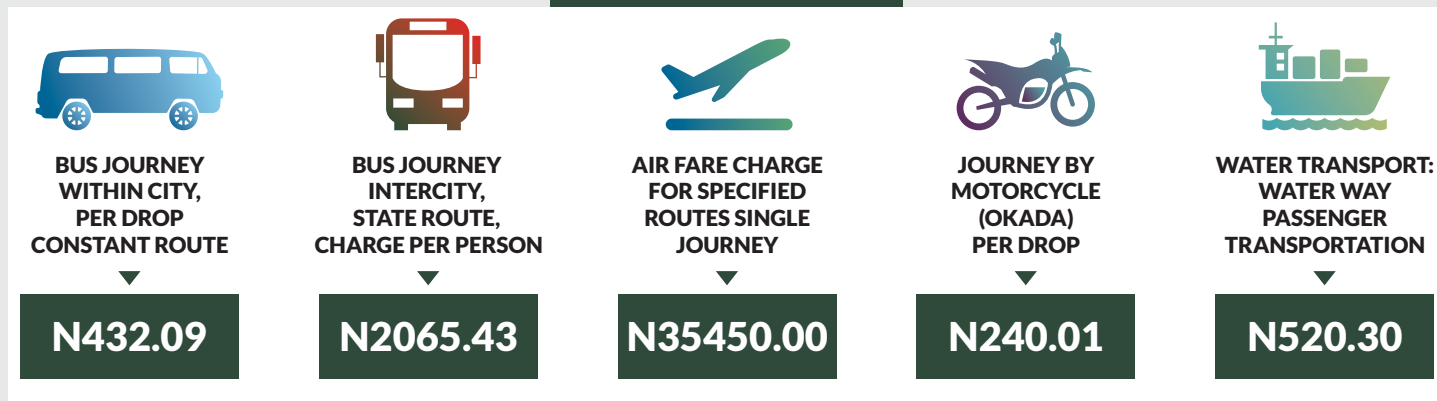 BUS JOURNEY
WITHIN CITY,
PER DROP
CONSTANT ROUTE
N432.09
BUS JOURNEY
INTERCITY,
STATE ROUTE,
CHARGE PER PERSON
N2065.43
AIR FARE CHARGE
FOR SPECIFIED
ROUTES SINGLE
JOURNEY
N35450.00
JOURNEY BY
MOTORCYCLE
(OKADA)
PER DROP
N240.01
WATER TRANSPORT:
WATER WAY
PASSENGER
TRANSPORTATION
N520.30